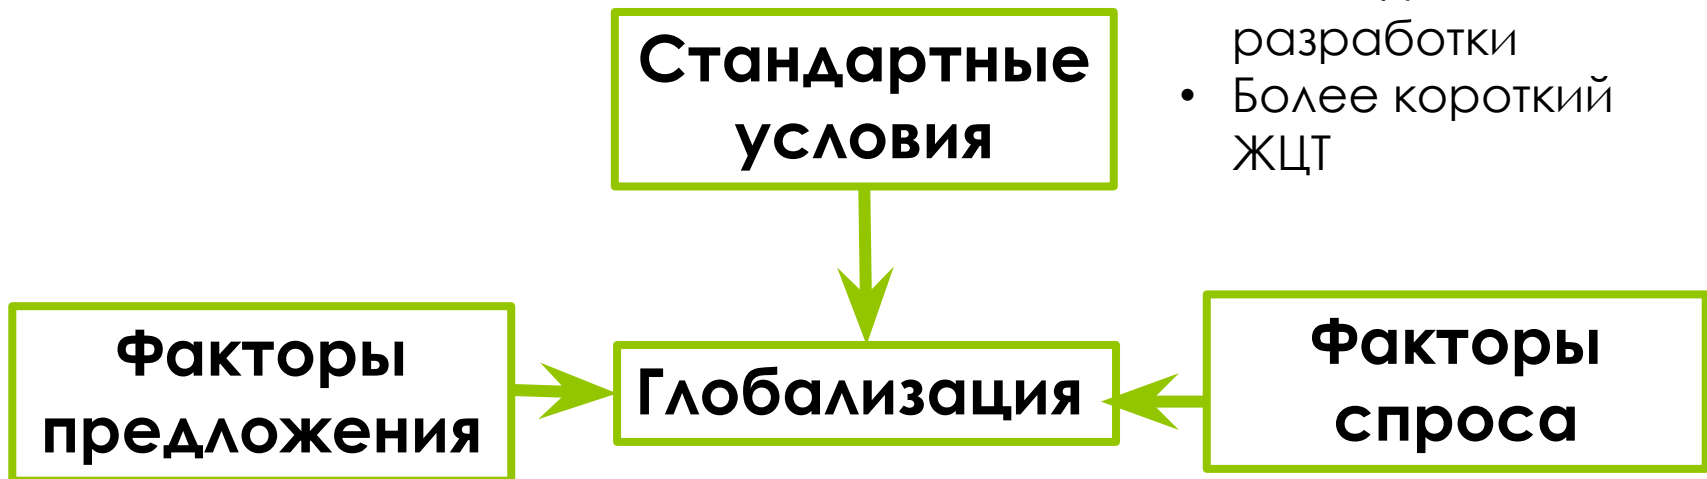 Стандартные
условия
разработки
• Более короткий
ЖЦТ
Факторы
предложения
Глобализация
Факторы
спроса